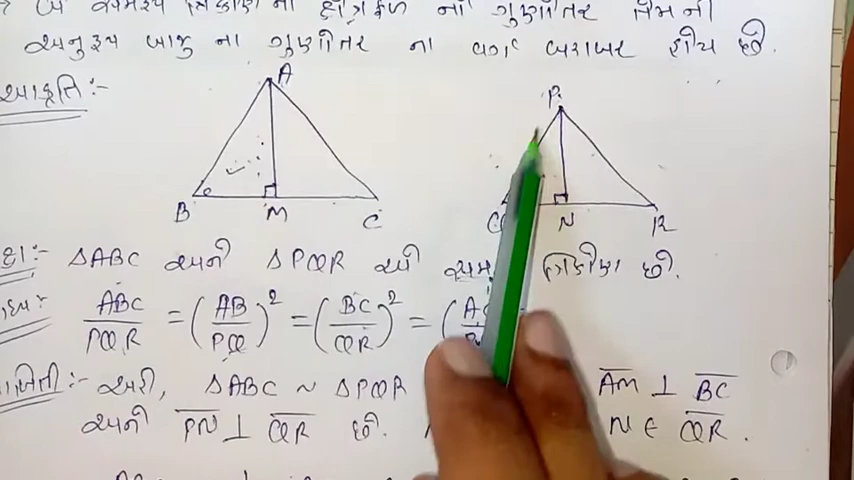 બે સમરૂપ ત્રિકોણ ના ક્ષેત્રફળ નો ગુણોત્તર તેમની
અનુરૂપ બાજુ ના ગુણોત્તર ના વર્ગ બરાબર હોય છે.
આકૃતિ :-
A
B M C
P
Q N R
ΔABC અને ΔPQR એ ત્રિકોણ છે.
ABC/PQR = (AB/PQ)² = (BC/QR)² = (A
સાબિતી :- અહી, ΔABC ~ ΔPQR AM ⊥ BC
અને PN ⊥ QR છે. N ∈ QR .